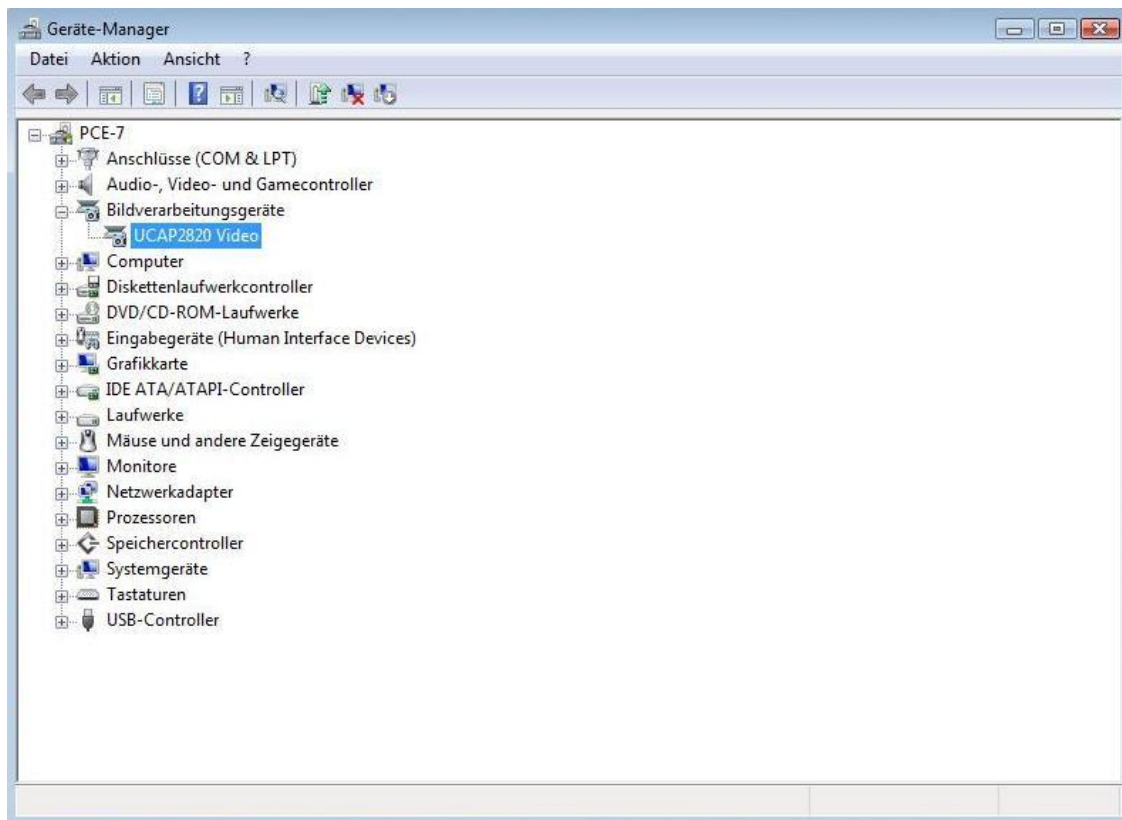 Geräte-Manager
Datei Aktion Ansicht ?
PCE-7
Anschlüsse (COM & LPT)
Audio-, Video- und Gamecontroller
Bildverarbeitungsgeräte
UCAP2820 Video
Computer
Diskettenlaufwerkcontroller
DVD/CD-ROM-Laufwerke
Eingabegeräte (Human Interface Devices)
Grafikkarte
IDE ATA/ATAPI-Controller
Laufwerke
Mäuse und andere Zeigegeräte
Monitore
Netzwerkadapter
Prozessoren
Speichercontroller
Systemgeräte
Tastaturen
USB-Controller